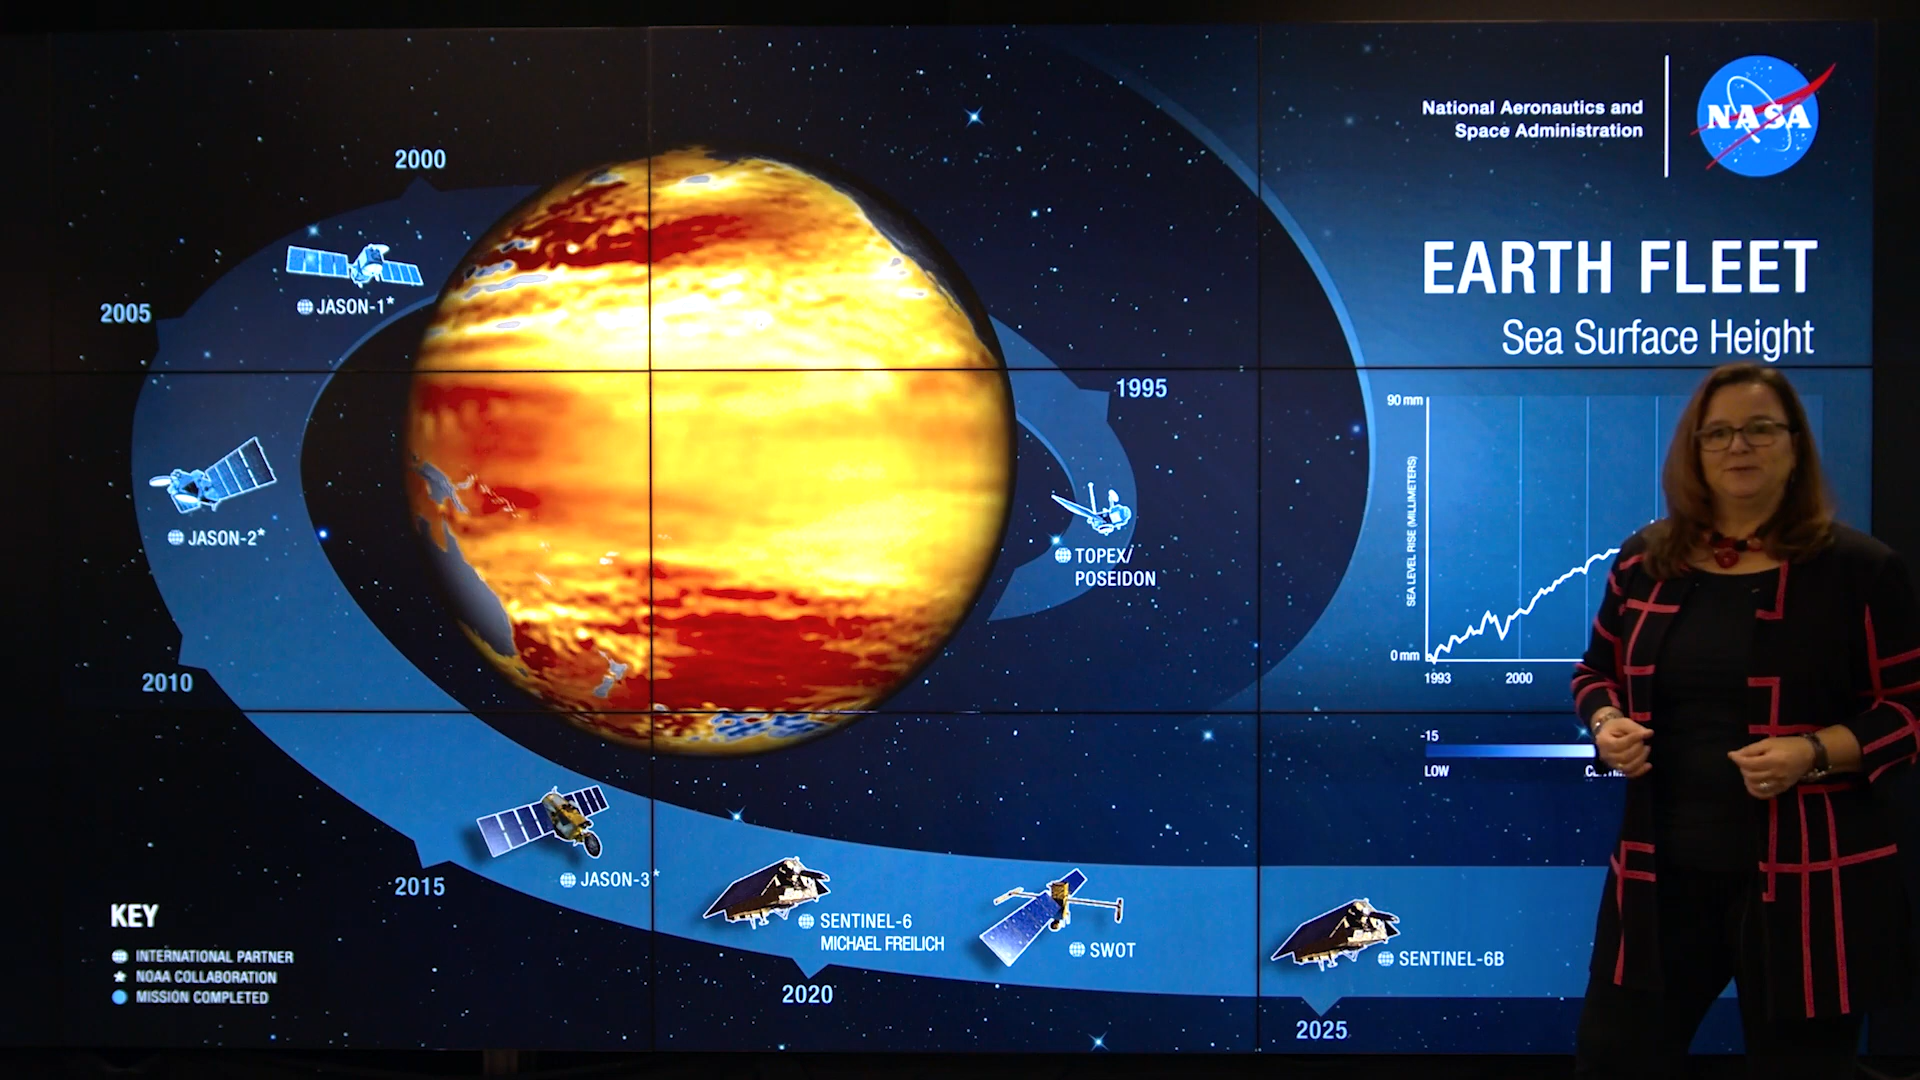 National Aeronautics and
Space Administration
NASA
EARTH FLEET
Sea Surface Height
2000
JASON-1*
2005
1995
90 mm
SEA LEVEL RISE (MILLIMETERS)
JASON-2*
TOPEX/
POSEIDON
0 mm
1993
2000
2010
-15
LOW
JASON-3*
2015
SENTINEL-6
MICHAEL FREILICH
SWOT
SENTINEL-6B
2020
2025
KEY
INTERNATIONAL PARTNER
★ NOAA COLLABORATION
MISSION COMPLETED